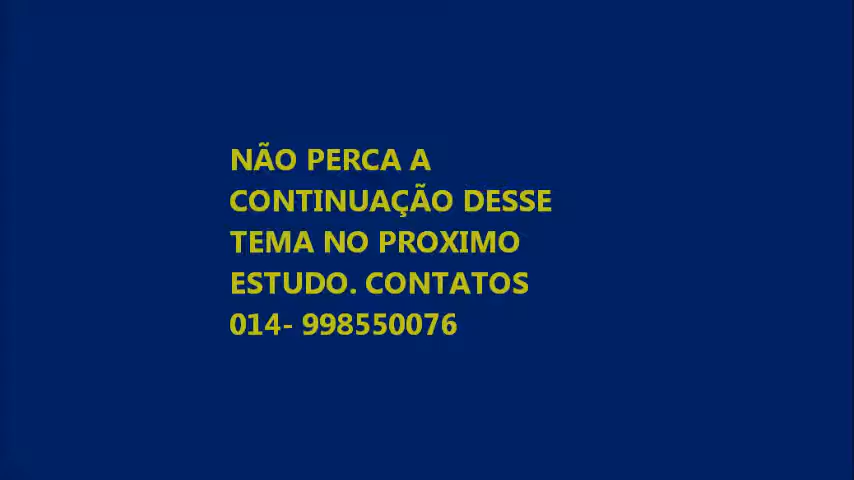 NÃO PERCA A
CONTINUAÇÃO DESSE
TEMA NO PROXIMO
ESTUDO. CONTATOS
014- 998550076